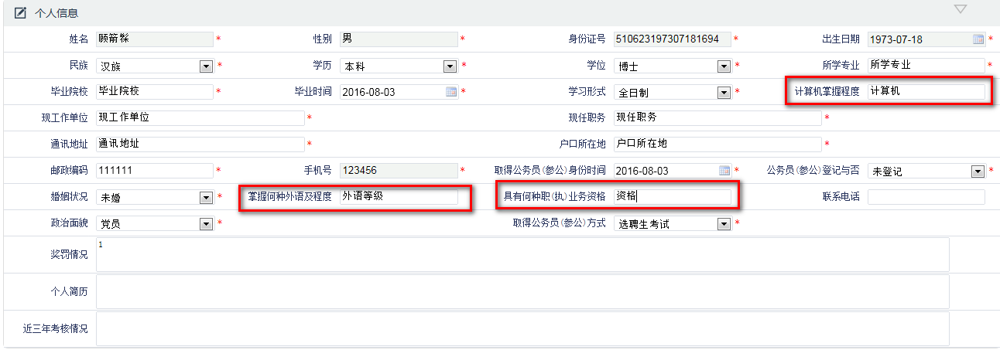 个人信息
姓名 顾箭 * 性别 男 * 身份证号 510623197307181694 * 出生日期 1973-07-18 *
民族 汉族 * 学历 本科 * 学位 博士 * 所学专业 所学专业 *
毕业院校 毕业院校 * 毕业时间 2016-08-03 * 学习形式 全日制 * 计算机掌握程度 计算机
现工作单位 现工作单位 * 现任职务 现任职务 *
通讯地址 通讯地址 * 户口所在地 户口所在地 *
邮政编码 111111 * 手机号 123456 * 取得公务员(参公)身份时间 2016-08-03 * 公务员(参公)登记与否 未登记 *
婚姻状况 未婚 * 掌握何种外语及程度 外语等级 具有何种职(执)业务资格 资格 联系电话
政治面貌 党员 * 取得公务员(参公)方式 选聘生考试 *
奖罚情况 1
个人简历
近三年考核情况